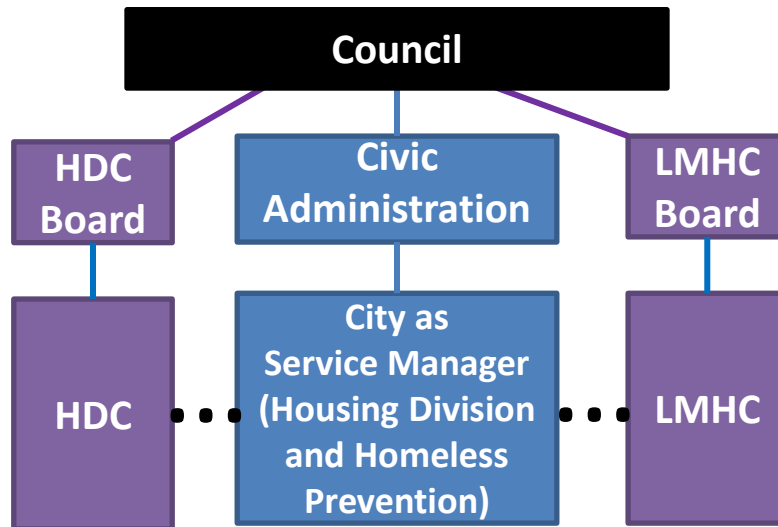 Council
HDC
Board
Civic
Administration
LMHC
Board
HDC
City as
Service Manager
(Housing Division
and Homeless
Prevention)
LMHC